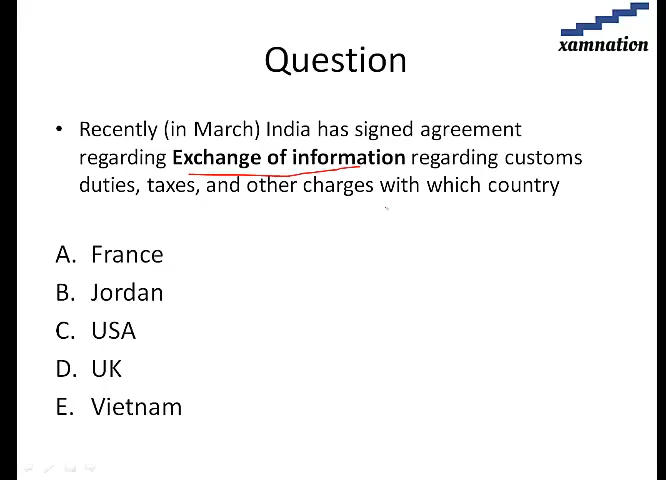 xamnation
Question
• Recently (in March) India has signed agreement
regarding Exchange of information regarding customs
duties, taxes, and other charges with which country
A. France
B. Jordan
C. USA
D. UK
E. Vietnam